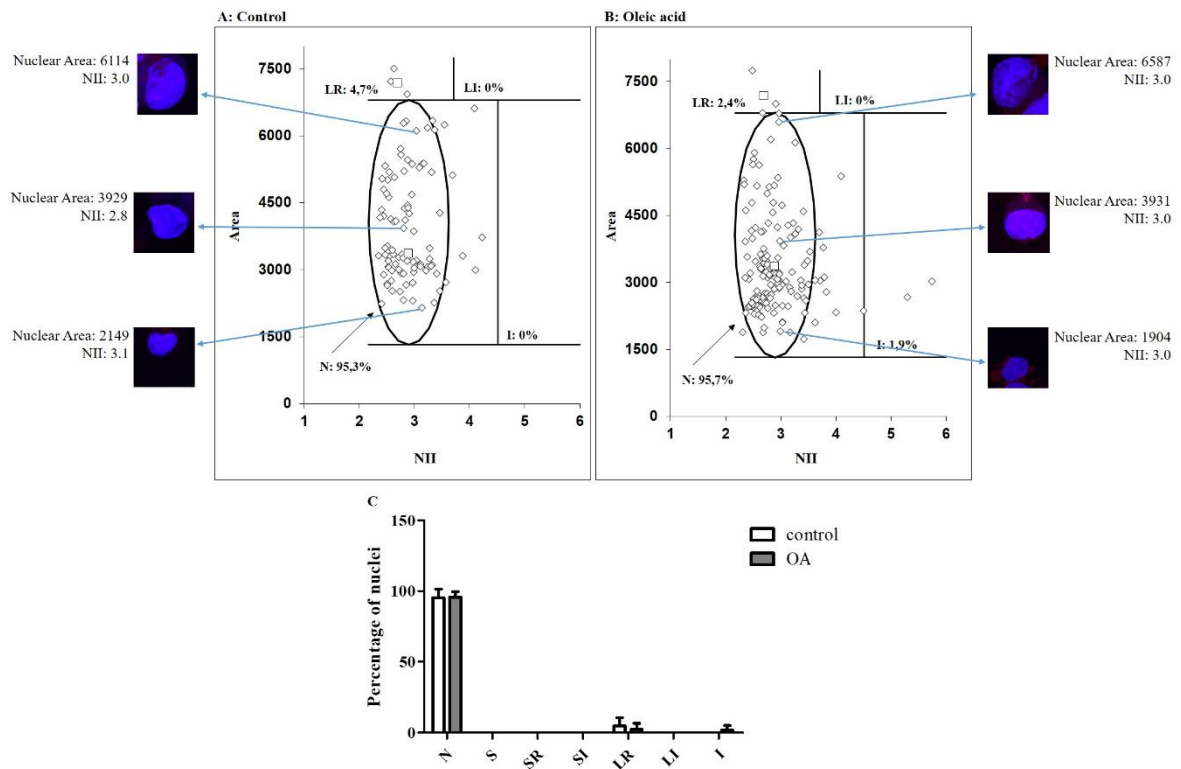 A: Control
B: Oleic acid
Nuclear Area: 6114
NII: 3.0
Nuclear Area: 3929
NII: 2.8
Nuclear Area: 2149
NII: 3.1
7500
6000
4500
3000
1500
0
Area
LR: 4,7%
LI: 0%
I: 0%
N: 95,3%
1 2 3 4 5 6
NII
7500
6000
4500
3000
1500
0
Area
LR: 2,4%
LI: 0%
I: 1,9%
N: 95,7%
1 2 3 4 5 6
NII
Nuclear Area: 6587
NII: 3.0
Nuclear Area: 3931
NII: 3.0
Nuclear Area: 1904
NII: 3.0
C
150
100
50
0
Percentage of nuclei
N S SR SI LR LI I
control
OA